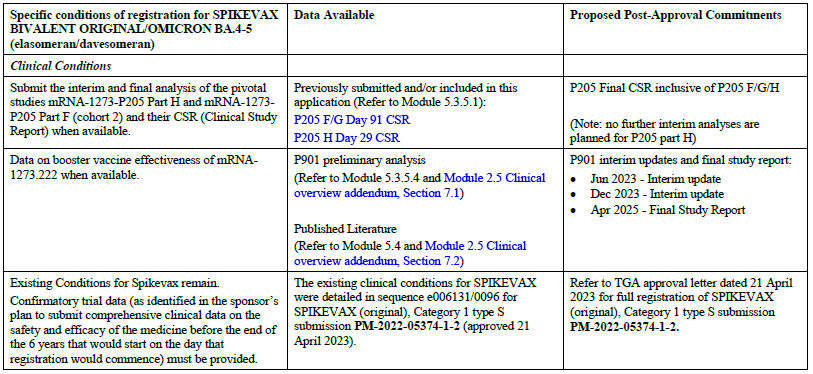 Specific conditions of registration for SPIKEVAX
BIVALENT ORIGINAL/OMICRON BA.4-5
(elasomeran/davesomeran)
Data Available
Proposed Post-Approval Commitments
Clinical Conditions
Submit the interim and final analysis of the pivotal
studies mRNA-1273-P205 Part H and mRNA-1273-
P205 Part F (cohort 2) and their CSR (Clinical Study
Report) when available.
Previously submitted and/or included in this
application (Refer to Module 5.3.5.1):
P205 F/G Day 91 CSR
P205 H Day 29 CSR
P205 Final CSR inclusive of P205 F/G/H
(Note: no further interim analyses are
planned for P205 part H)
Data on booster vaccine effectiveness of mRNA-
1273.222 when available.
P901 preliminary analysis
(Refer to Module 5.3.5.4 and Module 2.5 Clinical
overview addendum, Section 7.1)
Published Literature
(Refer to Module 5.4 and Module 2.5 Clinical
overview addendum, Section 7.2)
P901 interim updates and final study report:
• Jun 2023 - Interim update
• Dec 2023 - Interim update
• Apr 2025 - Final Study Report
Existing Conditions for Spikevax remain.
Confirmatory trial data (as identified in the sponsor's
plan to submit comprehensive clinical data on the
safety and efficacy of the medicine before the end of
the 6 years that would start on the day that
registration would commence) must be provided.
The existing clinical conditions for SPIKEVAX
were detailed in sequence e006131/0096 for
SPIKEVAX (original), Category 1 type S
submission PM-2022-05374-1-2 (approved 21
April 2023).
Refer to TGA approval letter dated 21 April
2023 for full registration of SPIKEVAX
(original), Category 1 type S submission
PM-2022-05374-1-2.